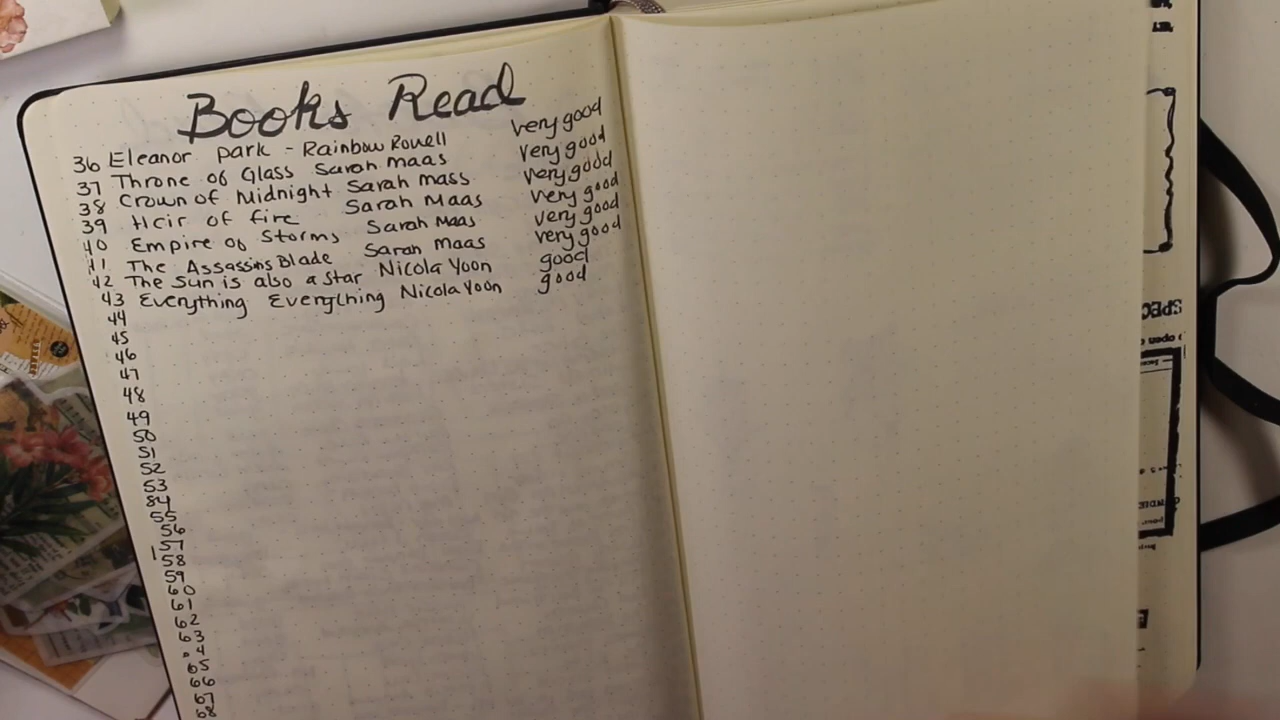 Books Read
36 Eleanor park - Rainbow Rowell very good
37 Throne of Glass Sarah maas very good
38 Crown of Midnight Sarah mass very good
39 Heir of fire Sarah Maas very good
40 Empire of Storms Sarah Maas very good
41 The Assassins Blade Sarah maas very good
42 The Sun is also a Star Nicola Yoon good
43 Everything Everything Nicola Yoon good
44
45
46
47
48
49
50
51
52
53
84
55
56
57
58
59
60
61
62
63
4
65
66
67
68
SPEC
open